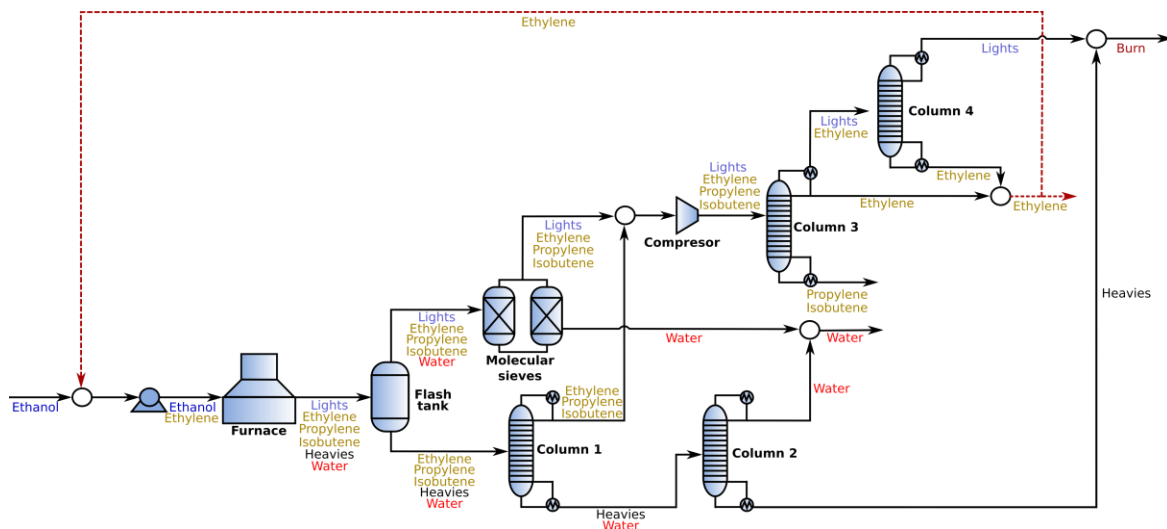 Ethylene
Lights
Burn
Column 4
Lights
Ethylene
Lights
Ethylene
Propylene
Isobutene
Ethylene
Ethylene
Ethylene
Column 3
Compresor
Lights
Ethylene
Propylene
Isobutene
Propylene
Isobutene
Heavies
Lights
Ethylene
Propylene
Isobutene
Water
Molecular
sieves
Water
Water
Water
Ethanol
Ethanol
Ethylene
Furnace
Lights
Ethylene
Propylene
Isobutene
Heavies
Water
Flash
tank
Ethylene
Propylene
Isobutene
Column 1
Column 2
Ethylene
Propylene
Isobutene
Heavies
Water
Heavies
Water